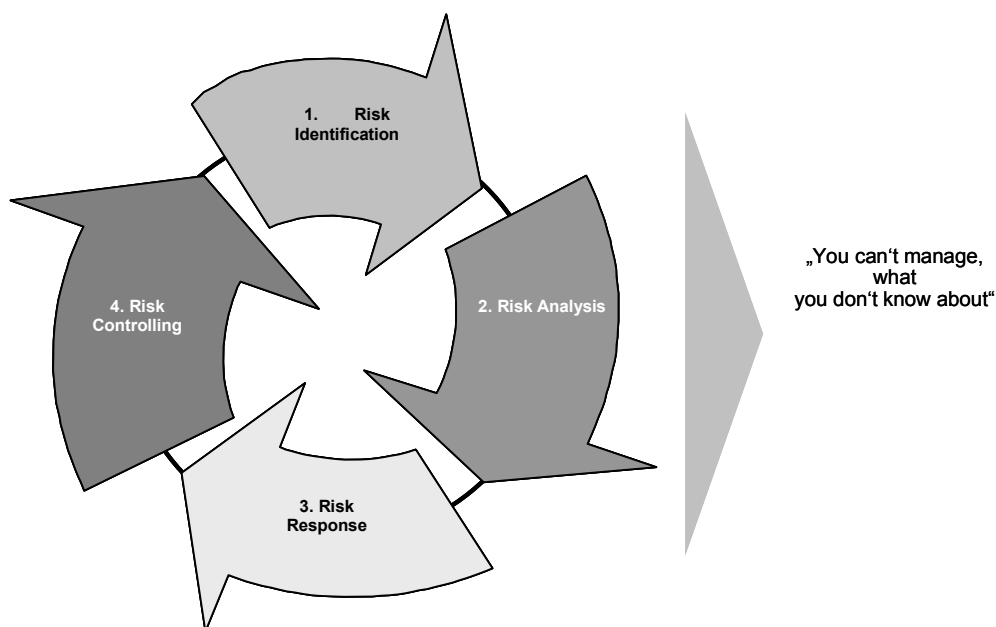 1. Risk
Identification
2. Risk Analysis
3. Risk
Response
4. Risk
Controlling
„You can‘t manage,
what
you don‘t know about“